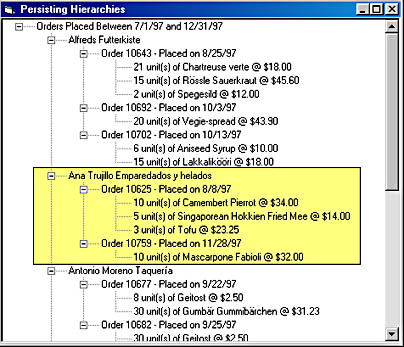 Persisting Hierarchies
Orders Placed Between 7/1/97 and 12/31/97
Alfreds Futterkiste
Order 10643 - Placed on 8/25/97
21 unit(s) of Chartreuse verte @ $18.00
15 unit(s) of Rössle Sauerkraut @ $45.60
2 unit(s) of Spegesild @ $12.00
Order 10692 - Placed on 10/3/97
20 unit(s) of Vegie-spread @ $43.90
Order 10702 - Placed on 10/13/97
6 unit(s) of Aniseed Syrup @ $10.00
15 unit(s) of Lakkalikööri @ $18.00
Ana Trujillo Emparedados y helados
Order 10625 - Placed on 8/8/97
10 unit(s) of Camembert Pierrot @ $34.00
5 unit(s) of Singaporean Hokkien Fried Mee @ $14.00
3 unit(s) of Tofu @ $23.25
Order 10759 - Placed on 11/28/97
10 unit(s) of Mascarpone Fabioli @ $32.00
Antonio Moreno Taquería
Order 10677 - Placed on 9/22/97
8 unit(s) of Geitost @ $2.50
30 unit(s) of Gumbär Gummibärchen @ $31.23
Order 10682 - Placed on 9/25/97
30 unit(s) of Geitost @ $2.50